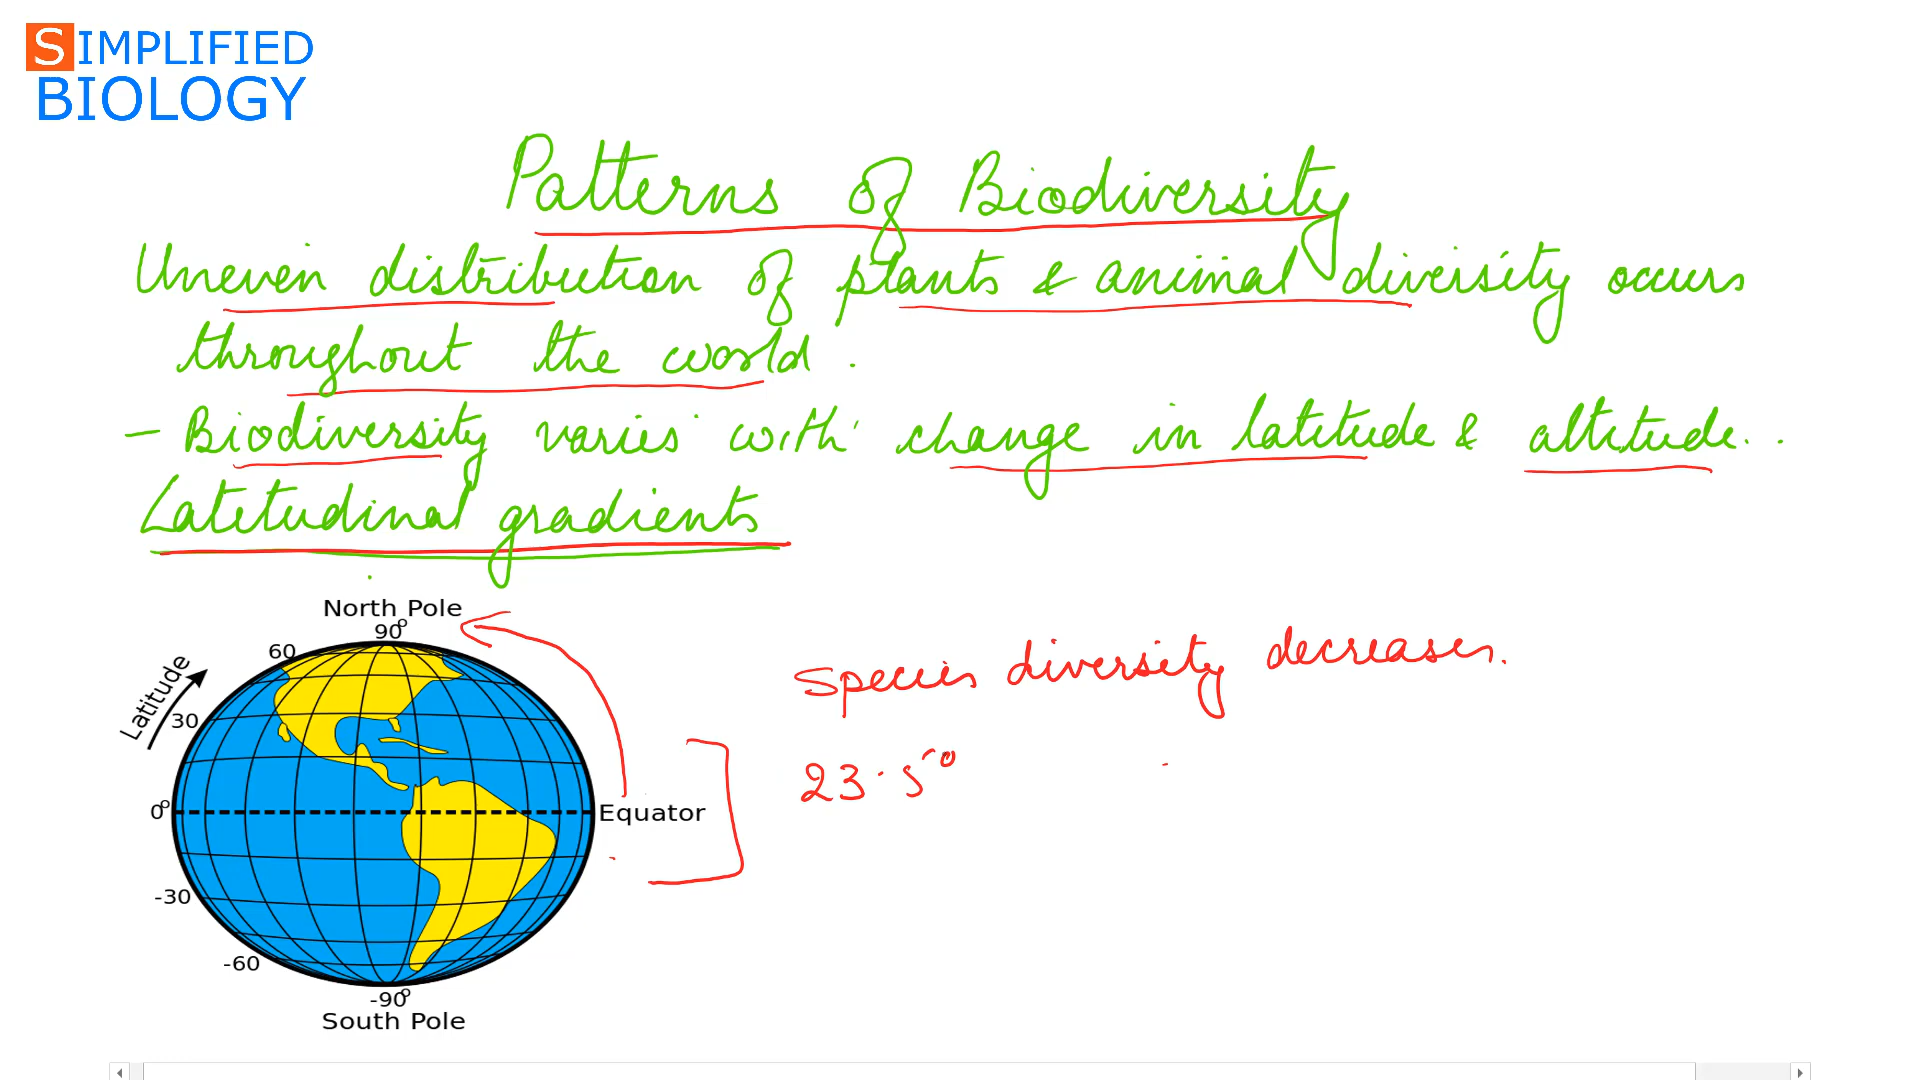 SIMPLIFIED
BIOLOGY
Patterns of Biodiversity
Uneven distribution of plants & animal diversity occurs
throughout the world.
- Biodiversity varies with change in latitude & altitude..
Latitudinal gradients
North Pole
90°
60
Latitude
30
0°
Equator
-30
-60
-90°
South Pole
Species diversity decreases.
23.5°